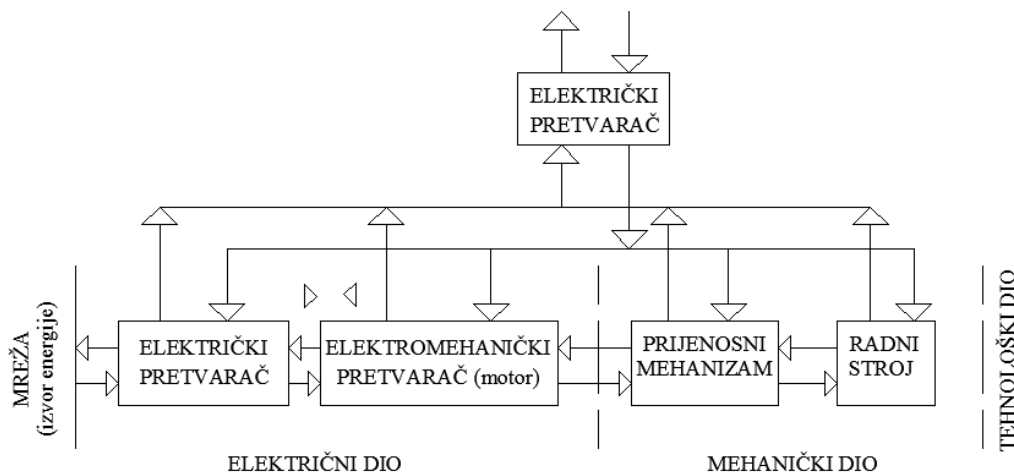 ELEKTRIČKI
PRETVARAČ
MREŽA
(izvor energije)
ELEKTRIČKI
PRETVARAČ
ELEKTROMEHANIČKI
PRETVARAČ (motor)
PRIJENOSNI
MEHANIZAM
RADNI
STROJ
TEHNOLOŠKI DIO
ELEKTRIČNI DIO
MEHANIČKI DIO